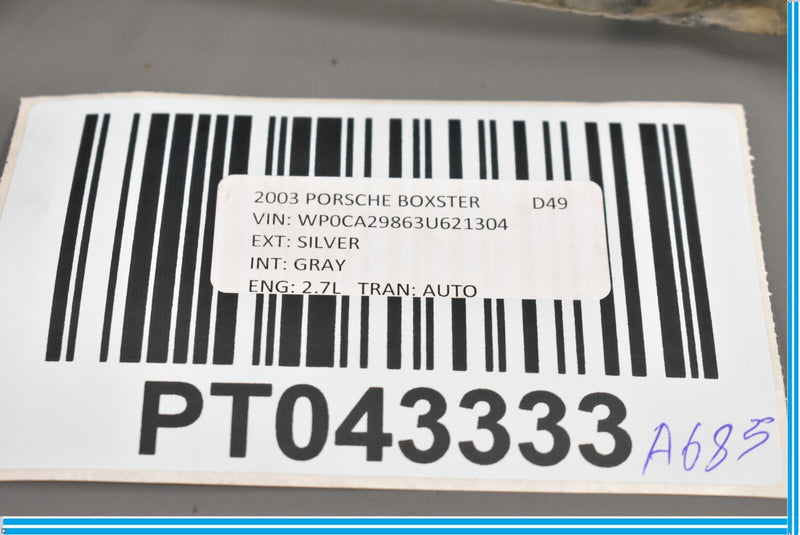 2003 PORSCHE BOXSTER D49
VIN: WP0CA29863U621304
EXT: SILVER
INT: GRAY
ENG: 2.7L TRAN: AUTO
PT043333
A685